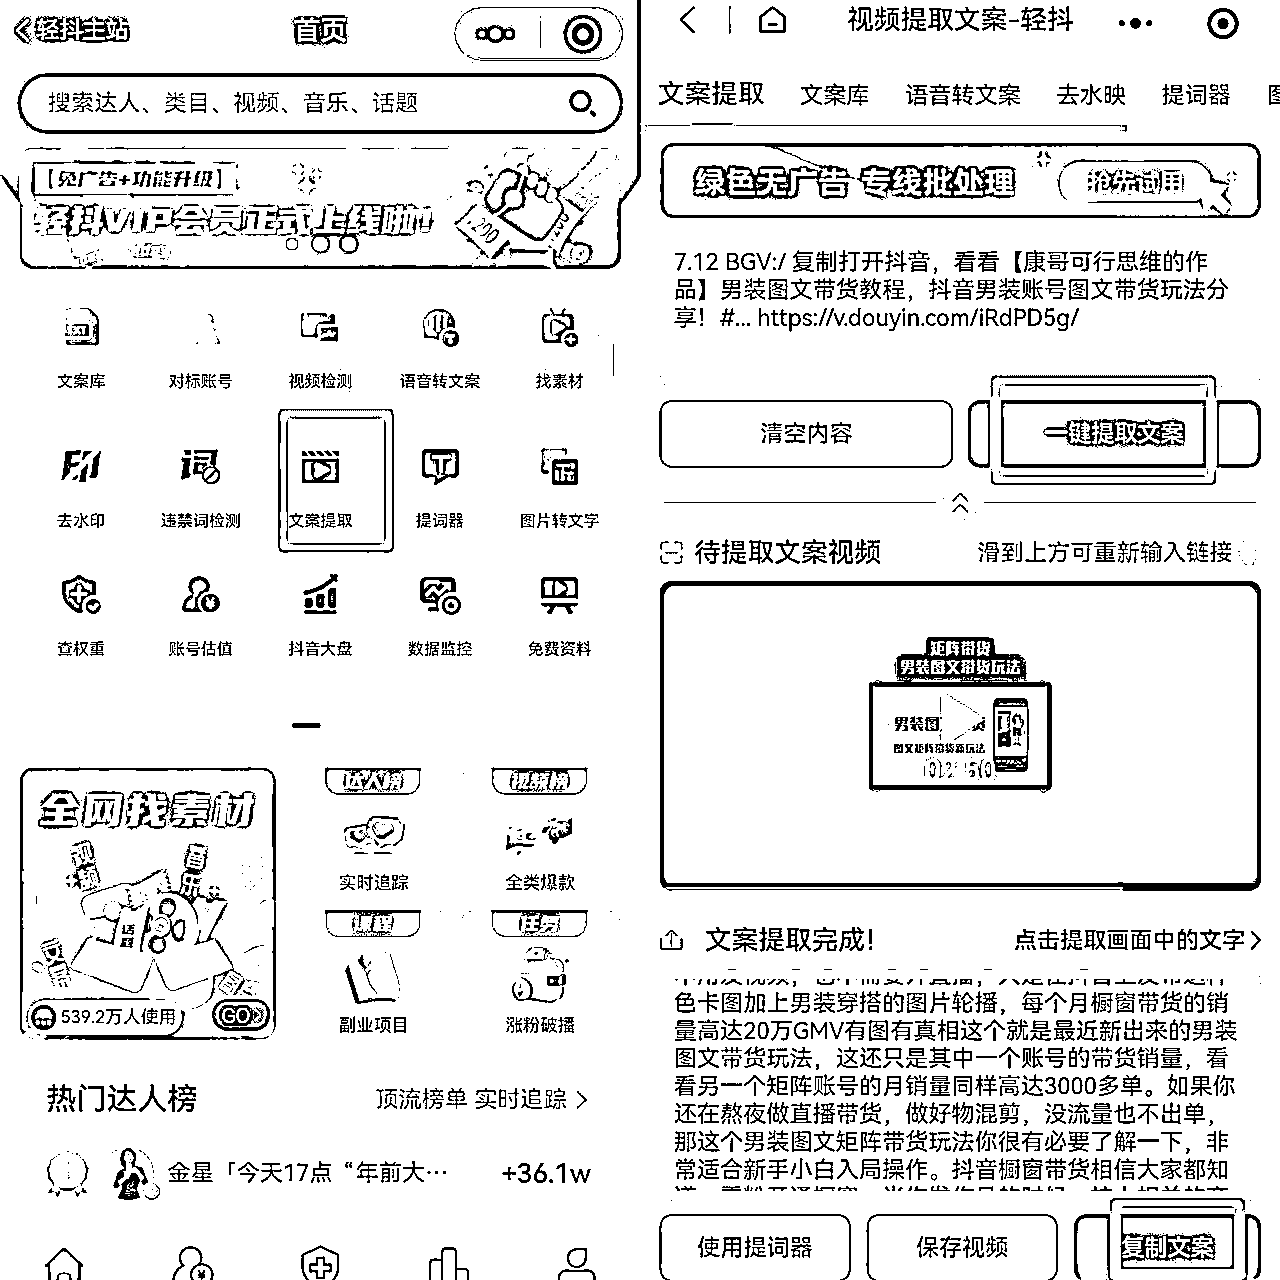 轻抖主站
首页
搜索达人、类目、视频、音乐、话题
【免广告+功能升级】
轻抖VIP会员正式上线啦!
文案库
对标账号
视频检测
语音转文案
找素材
去水印
违禁词检测
文案提取
提词器
图片转文字
查权重
账号估值
抖音大盘
数据监控
免费资料
全网找素材
539.2万人使用
GO
达人榜
实时追踪
视频榜
全类爆款
课程
副业项目
任务
涨粉破播
热门达人榜
顶流榜单 实时追踪
金星「今天17点“年前大…
+36.1w
视频提取文案-轻抖
文案提取
文案库
语音转文案
去水映
提词器
绿色无广告 专线批处理
抢先试用
7.12 BGV:/ 复制打开抖音，看看【康哥可行思维的作
品】男装图文带货教程，抖音男装账号图文带货玩法分
享！#... https://v.douyin.com/iRdPD5g/
清空内容
一键提取文案
待提取文案视频
滑到上方可重新输入链接
矩阵带货
男装图文带货玩法
男装图
图文矩阵带货新玩法
文案提取完成!
点击提取画面中的文字
色卡图加上男装穿搭的图片轮播，每个月橱窗带货的销
量高达20万GMV有图有真相这个就是最近新出来的男装
图文带货玩法，这还只是其中一个账号的带货销量，看
看另一个矩阵账号的月销量同样高达3000多单。如果你
还在熬夜做直播带货，做好物混剪，没流量也不出单，
那这个男装图文矩阵带货玩法你很有必要了解一下，非
常适合新手小白入局操作。抖音橱窗带货相信大家都知
使用提词器
保存视频
复制文案